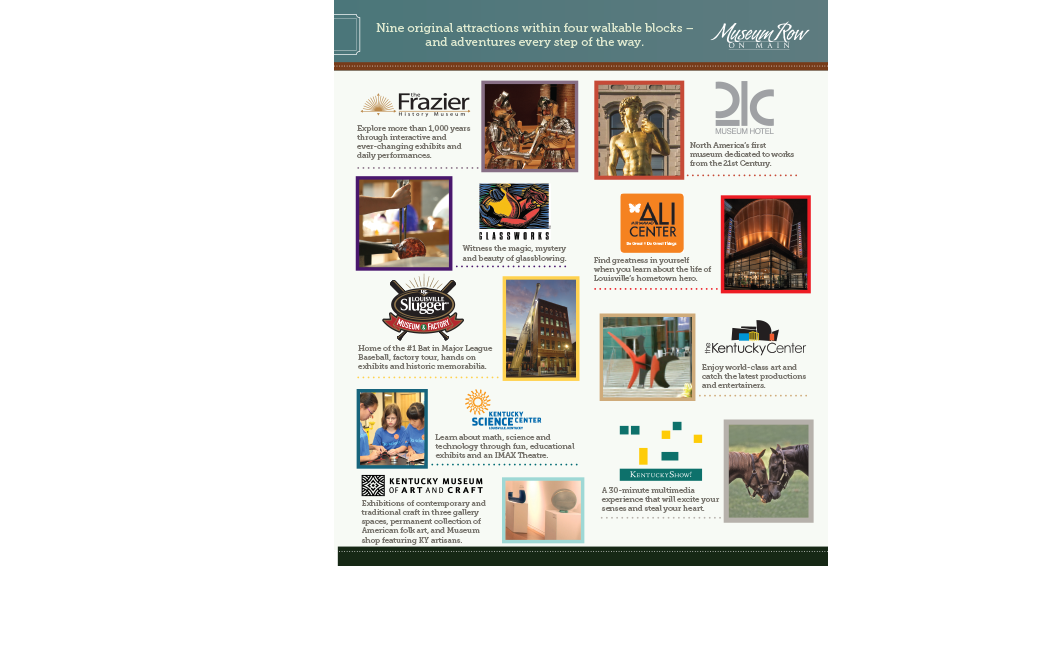 Nine original attractions within four walkable blocks –
and adventures every step of the way.
Museum Row
ON MAIN
the
Frazier
History Museum
Explore more than 1,000 years
through interactive and
ever-changing exhibits and
daily performances.
21c
MUSEUM HOTEL
North America's first
museum dedicated to works
from the 21st Century.
GLASSWORKS
Witness the magic, mystery
and beauty of glassblowing.
MUHAMMAD
ALI
CENTER
Be Great • Do Great Things
Find greatness in yourself
when you learn about the life of
Louisville's hometown hero.
LOUISVILLE
Slugger
MUSEUM & FACTORY
Home of the #1 Bat in Major League
Baseball, factory tour, hands on
exhibits and historic memorabilia.
the KentuckyCenter
Enjoy world-class art and
catch the latest productions
and entertainers.
KENTUCKY
SCIENCE CENTER
LOUISVILLE, KENTUCKY
Learn about math, science and
technology through fun, educational
exhibits and an IMAX Theatre.
KENTUCKYSHOW!
A 30-minute multimedia
experience that will excite your
senses and steal your heart.
KENTUCKY MUSEUM
OF ART AND CRAFT
Exhibitions of contemporary and
traditional craft in three gallery
spaces, permanent collection of
American folk art, and Museum
shop featuring KY artisans.